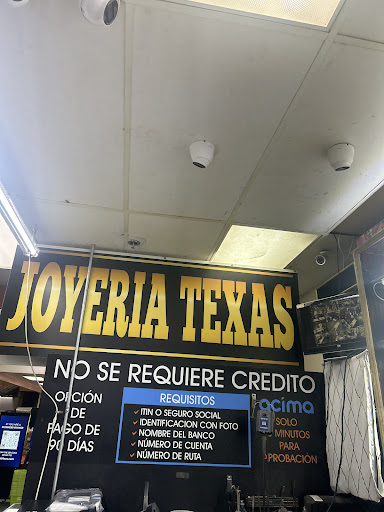 JOYERIA TEXAS
NO SE REQUIERE CREDITO
OPCIÓN
DE
PAGO DE
90 DÍAS
REQUISITOS
ITIN O SEGURO SOCIAL
IDENTIFICACION CON FOTO
NOMBRE DEL BANCO
NÚMERO DE CUENTA
NÚMERO DE RUTA
acima
SOLO
MINUTOS
PARA
APROBACIÓN